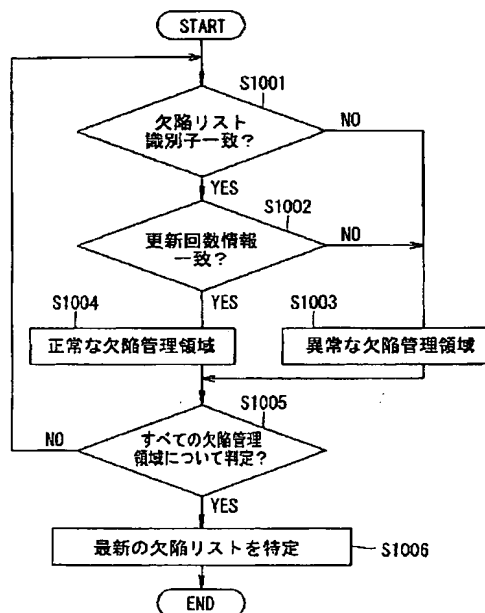 START
S1001
欠陥リスト
識別子一致?
NO
YES
S1002
更新回数情報
一致?
NO
YES
S1004
正常な欠陥管理領域
S1003
異常な欠陥管理領域
S1005
すべての欠陥管理
領域について判定?
NO
YES
最新の欠陥リストを特定
S1006
END